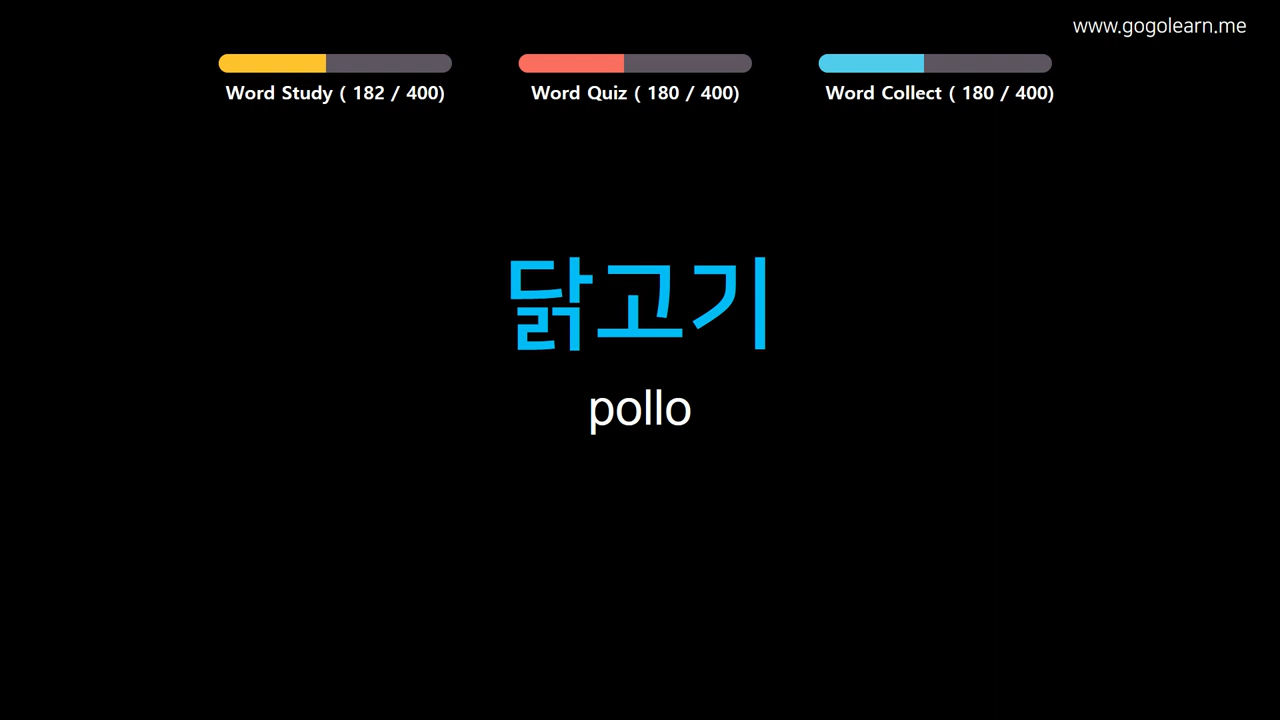 www.gogolearn.me
Word Study ( 182 / 400)
Word Quiz ( 180 / 400)
Word Collect ( 180 / 400)
닭고기
pollo